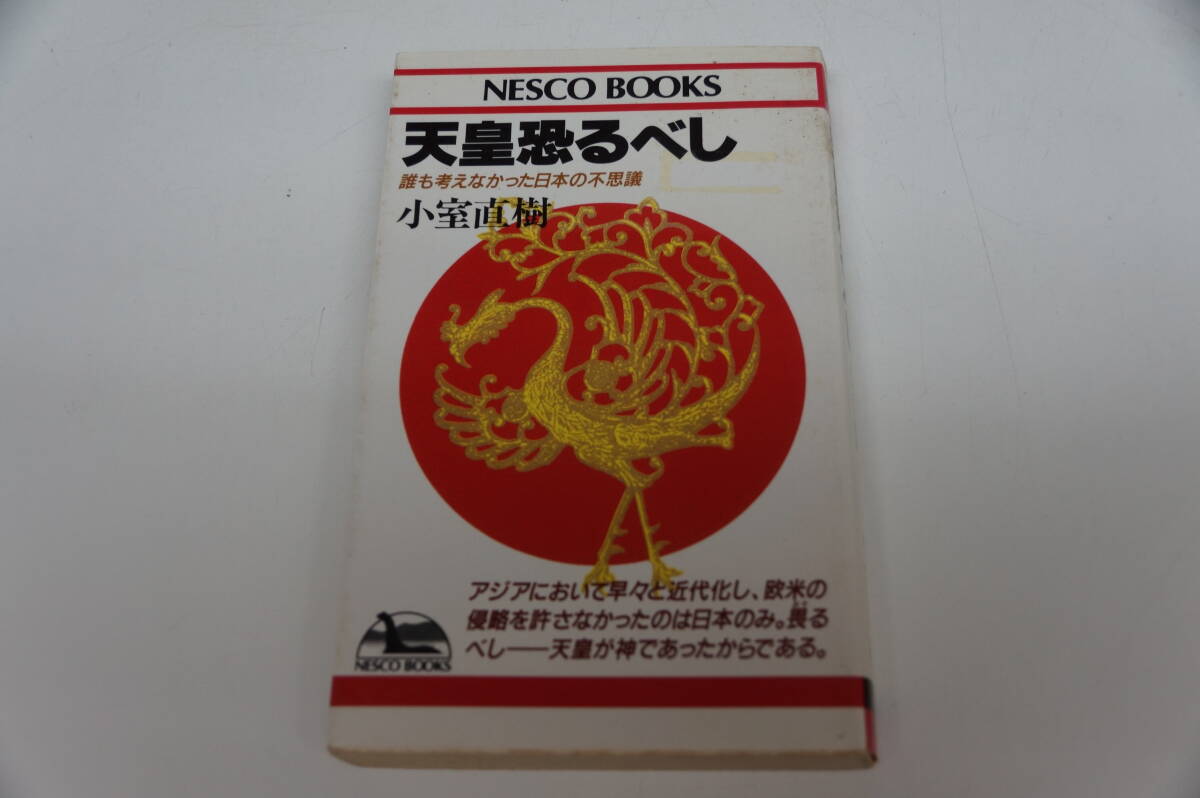 NESCO BOOKS
天皇恐るべし
誰も考えなかった日本の不思議
小室直樹
アジアにおいて早々と近代化し、欧米の
侵略を許さなかったのは日本のみ。畏る
べし――天皇が神であったからである。
NESCO BOOKS